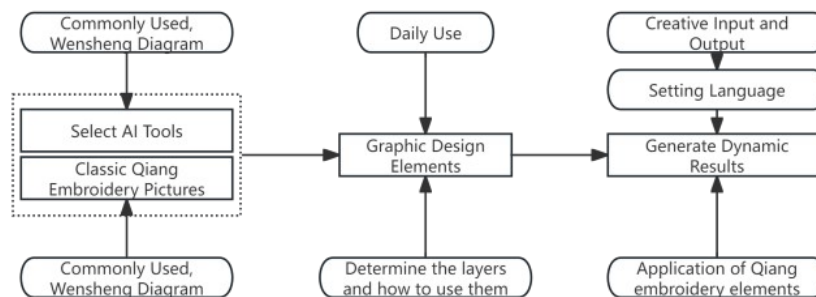 Commonly Used,
Wensheng Diagram
Daily Use
Creative Input and
Output
Setting Language
Select AI Tools
Classic Qiang
Embroidery Pictures
Graphic Design
Elements
Generate Dynamic
Results
Commonly Used,
Wensheng Diagram
Determine the layers
and how to use them
Application of Qiang
embroidery elements